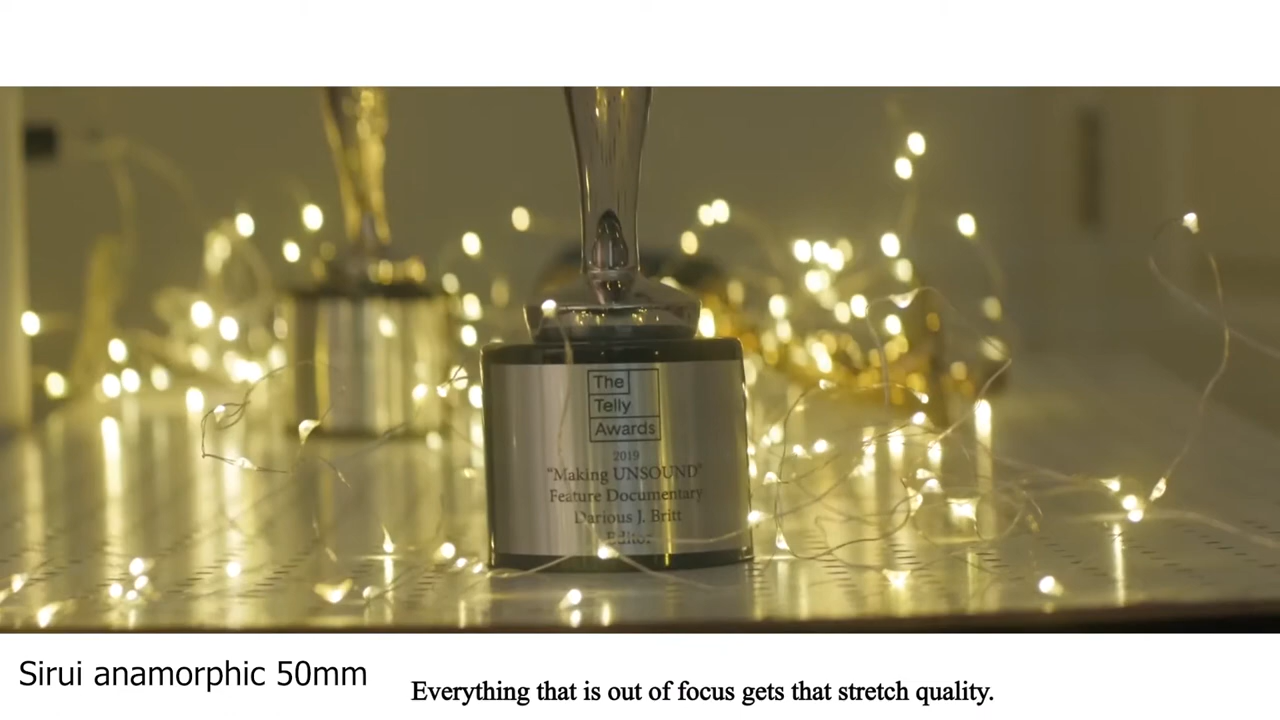 The
Telly
Awards
2019
"Making UNSOUND"
Feature Documentary
Darious J. Britt
Editor
Sirui anamorphic 50mm
Everything that is out of focus gets that stretch quality.